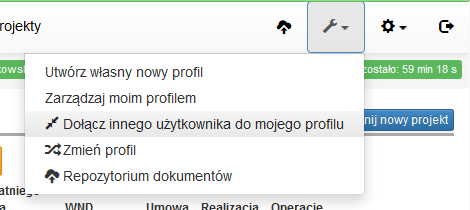 rojekty
kows
zostało: 59 min 18 s
Utwórz własny nowy profil
Zarządzaj moim profilem
Dołącz innego użytkownika do mojego profilu
nij nowy projekt
Zmień profil
Repozytorium dokumentów
atniego
WND Umowa Realizacja Operacje